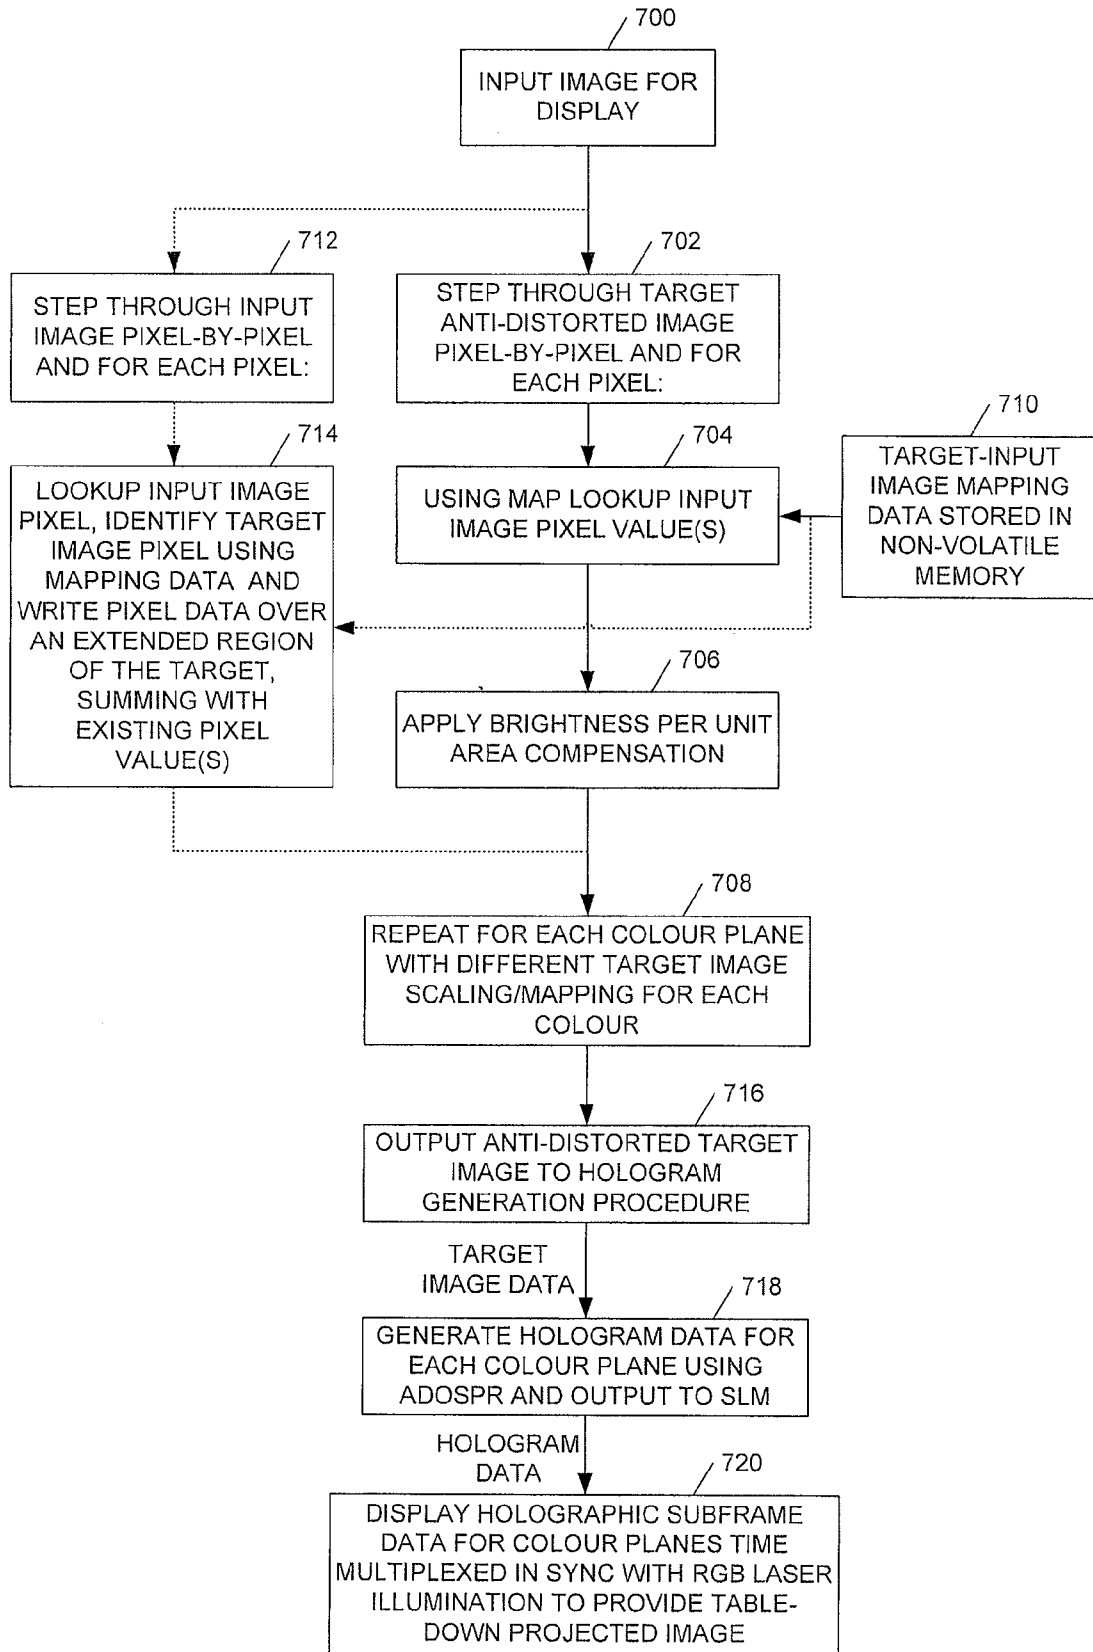 700
INPUT IMAGE FOR
DISPLAY
712
STEP THROUGH INPUT
IMAGE PIXEL-BY-PIXEL
AND FOR EACH PIXEL:
702
STEP THROUGH TARGET
ANTI-DISTORTED IMAGE
PIXEL-BY-PIXEL AND FOR
EACH PIXEL:
714
LOOKUP INPUT IMAGE
PIXEL, IDENTIFY TARGET
IMAGE PIXEL USING
MAPPING DATA AND
WRITE PIXEL DATA OVER
AN EXTENDED REGION
OF THE TARGET,
SUMMING WITH
EXISTING PIXEL
VALUE(S)
704
USING MAP LOOKUP INPUT
IMAGE PIXEL VALUE(S)
710
TARGET-INPUT
IMAGE MAPPING
DATA STORED IN
NON-VOLATILE
MEMORY
706
APPLY BRIGHTNESS PER UNIT
AREA COMPENSATION
708
REPEAT FOR EACH COLOUR PLANE
WITH DIFFERENT TARGET IMAGE
SCALING/MAPPING FOR EACH
COLOUR
716
OUTPUT ANTI-DISTORTED TARGET
IMAGE TO HOLOGRAM
GENERATION PROCEDURE
TARGET
IMAGE DATA
718
GENERATE HOLOGRAM DATA FOR
EACH COLOUR PLANE USING
ADOSPR AND OUTPUT TO SLM
HOLOGRAM
DATA
720
DISPLAY HOLOGRAPHIC SUBFRAME
DATA FOR COLOUR PLANES TIME
MULTIPLEXED IN SYNC WITH RGB LASER
ILLUMINATION TO PROVIDE TABLE-
DOWN PROJECTED IMAGE